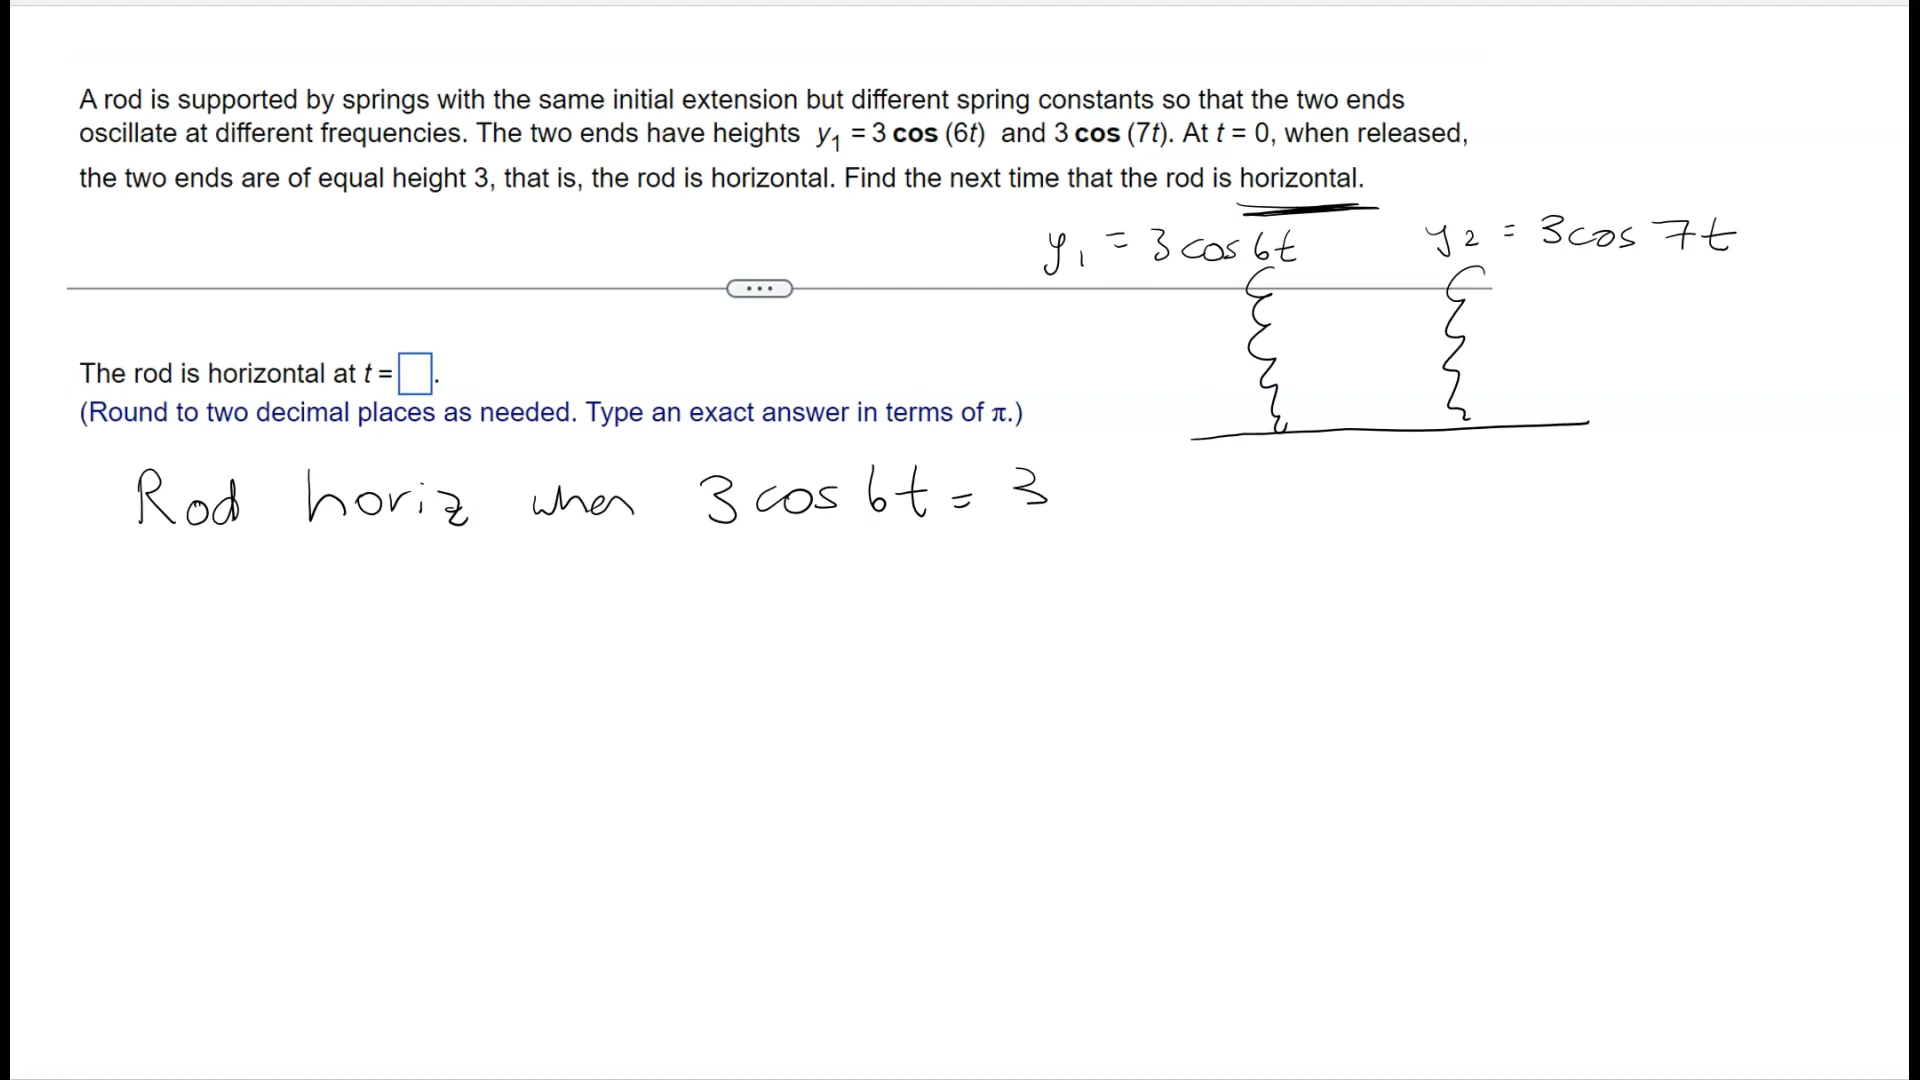 A rod is supported by springs with the same initial extension but different spring constants so that the two ends
oscillate at different frequencies. The two ends have heights y₁ = 3 cos (6t) and 3 cos (7t). At t = 0, when released,
the two ends are of equal height 3, that is, the rod is horizontal. Find the next time that the rod is horizontal.
y₁ = 3 cos 6t y₂ = 3 cos 7t
The rod is horizontal at t = .
(Round to two decimal places as needed. Type an exact answer in terms of π.)
Rod horiz when 3 cos 6t = 3